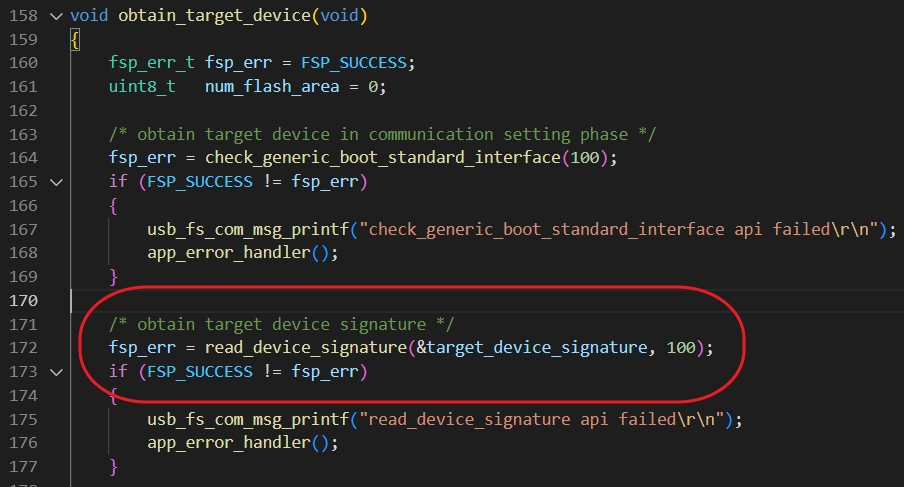 158 void obtain_target_device(void)
159 {
160 fsp_err_t fsp_err = FSP_SUCCESS;
161 uint8_t num_flash_area = 0;
162
163 /* obtain target device in communication setting phase */
164 fsp_err = check_generic_boot_standard_interface(100);
165 if (FSP_SUCCESS != fsp_err)
166 {
167 usb_fs_com_msg_printf("check_generic_boot_standard_interface api failed\r\n");
168 app_error_handler();
169 }
170
171 /* obtain target device signature */
172 fsp_err = read_device_signature(&target_device_signature, 100);
173 if (FSP_SUCCESS != fsp_err)
174 {
175 usb_fs_com_msg_printf("read_device_signature api failed\r\n");
176 app_error_handler();
177 }